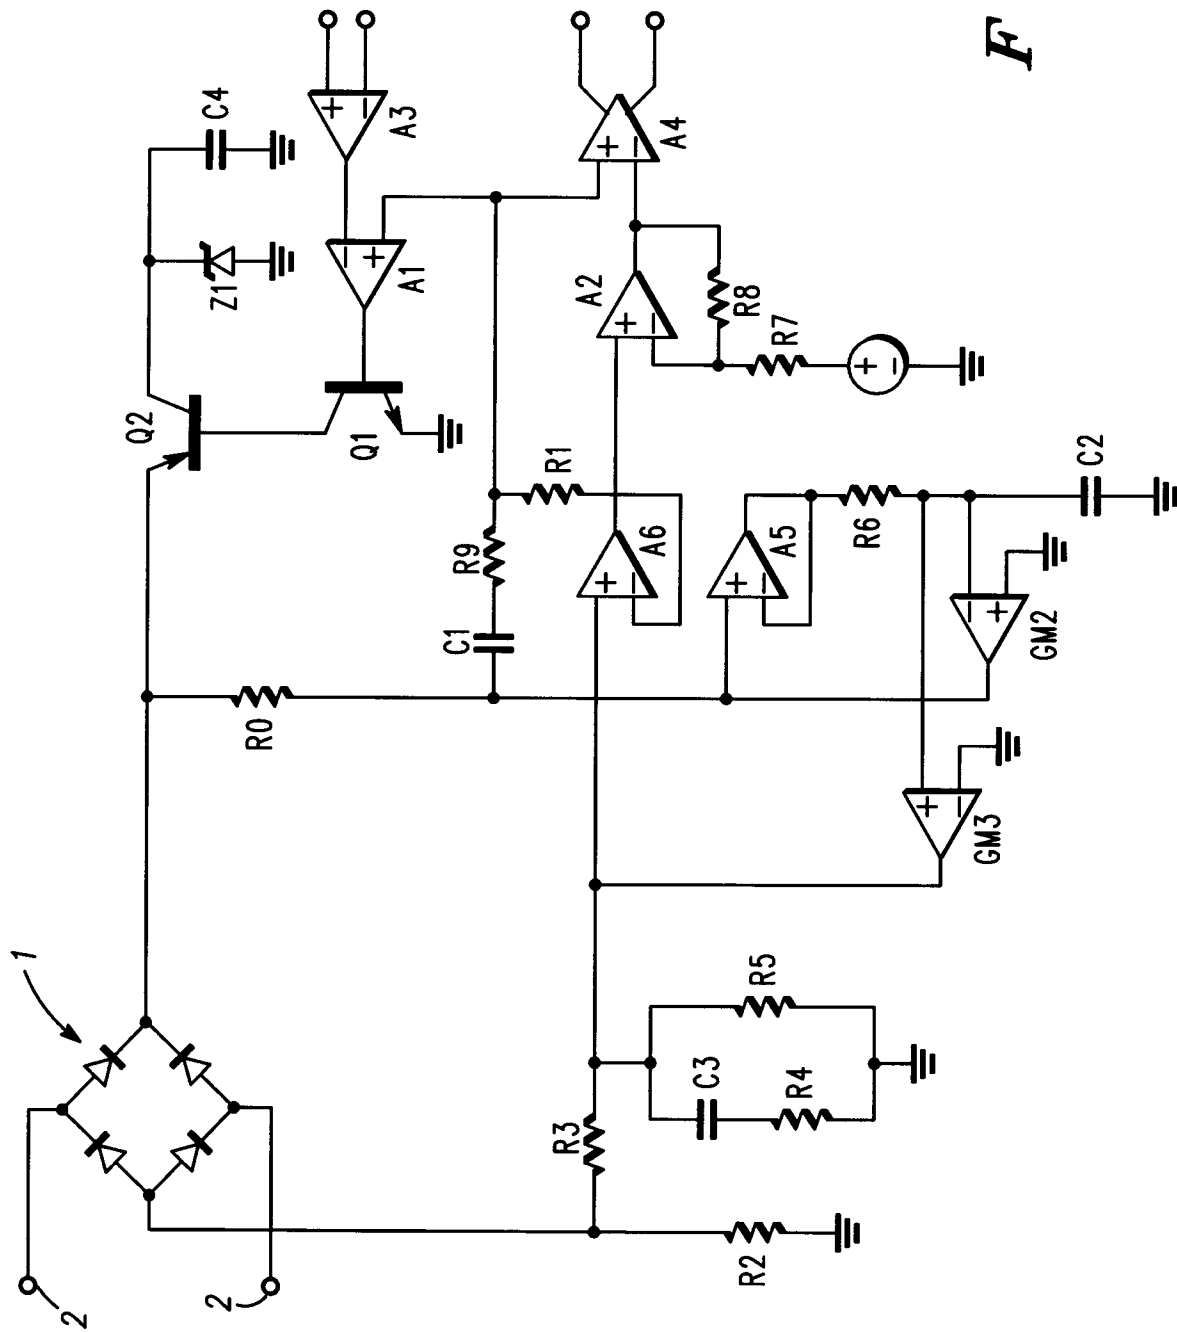 1
2
2
Q2
Z1
C4
A3
A1
Q1
R0
C1
R9
R1
A6
A2
A4
R8
R7
A5
R6
C2
GM2
GM3
R3
C3
R4
R5
R2
+
−
−
+
+
−
+
−
+
−
+
−
+
−
−
+
+
−
F